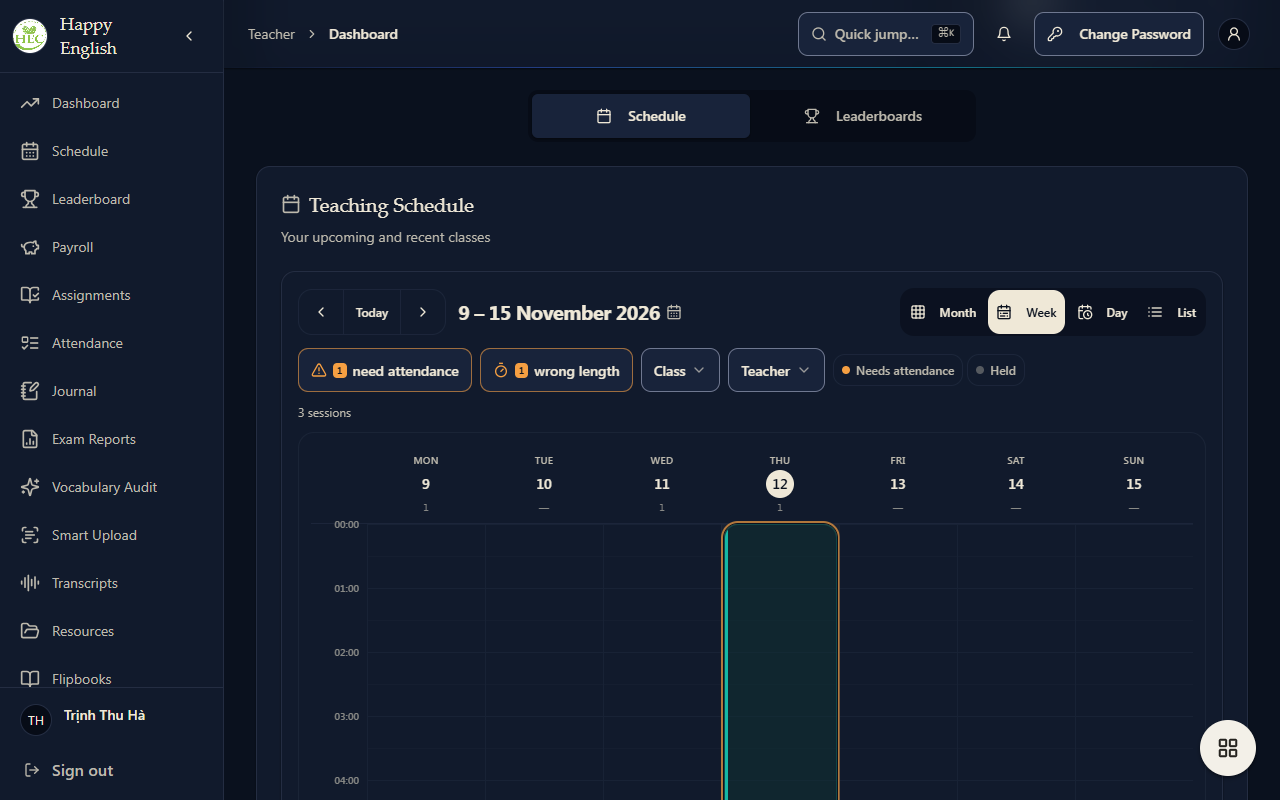 HEC
Happy
English
Teacher
Dashboard
Quick jump...
⌘K
Change Password
Dashboard
Schedule
Leaderboard
Payroll
Assignments
Attendance
Journal
Exam Reports
Vocabulary Audit
Smart Upload
Transcripts
Resources
Flipbooks
TH
Trịnh Thu Hà
Sign out
Schedule
Leaderboards
Teaching Schedule
Your upcoming and recent classes
Today
9 – 15 November 2026
Month
Week
Day
List
1 need attendance
1 wrong length
Class
Teacher
Needs attendance
Held
3 sessions
MON
TUE
WED
THU
FRI
SAT
SUN
9
10
11
12
13
14
15
1
—
1
1
—
—
—
00:00
01:00
02:00
03:00
04:00